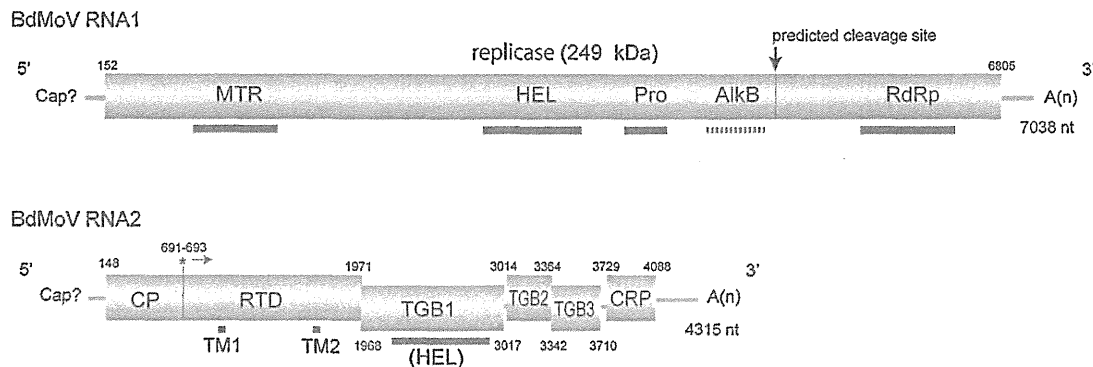 BdMoV RNA1
predicted cleavage site
replicase (249 kDa)
5' 152 6805 3'
Cap? MTR HEL Pro AlkB RdRp A(n)
7038 nt
BdMoV RNA2
691-693
* 
5' 148 1971 3014 3364 3729 4088 3'
Cap? CP RTD TGB1 TGB2 TGB3 CRP A(n)
4315 nt
TM1 TM2 1968 (HEL) 3017 3342 3710